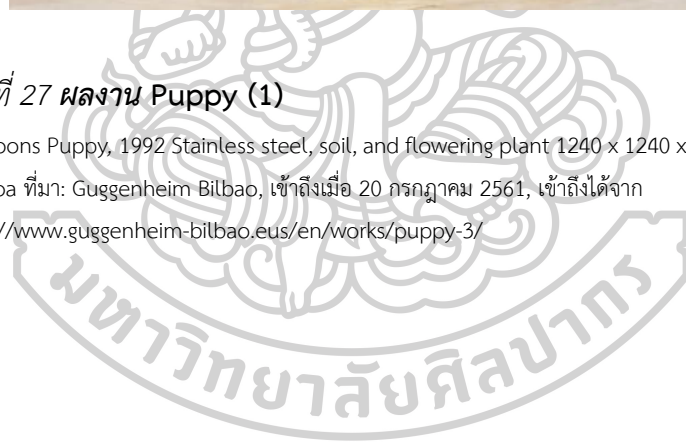 ที่ 27 ผลงาน Puppy (1)
oons Puppy, 1992 Stainless steel, soil, and flowering plant 1240 x 1240 x
oa ที่มา: Guggenheim Bilbao, เข้าถึงเมื่อ 20 กรกฎาคม 2561, เข้าถึงได้จาก
//www.guggenheim-bilbao.eus/en/works/puppy-3/
มหาวิทยาลัยศิลปากร